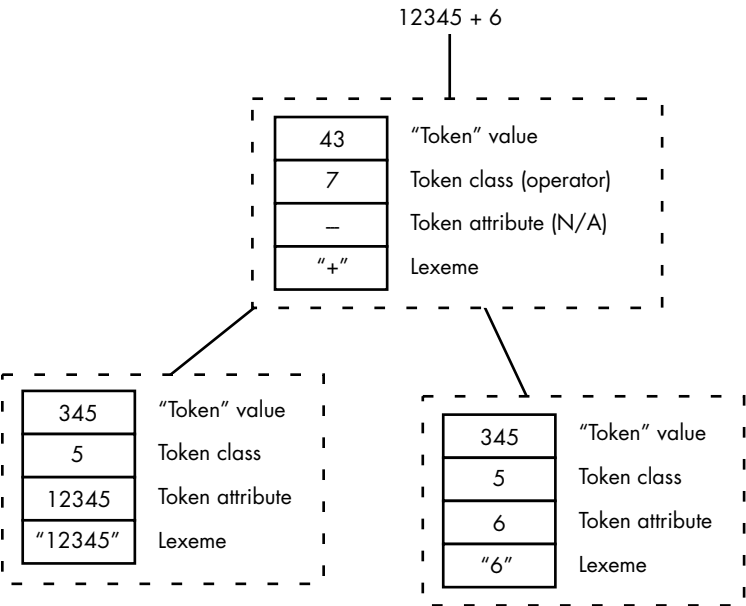 12345 + 6
43 “Token” value
7 Token class (operator)
– Token attribute (N/A)
“+” Lexeme
345 “Token” value
5 Token class
12345 Token attribute
“12345” Lexeme
345 “Token” value
5 Token class
6 Token attribute
“6” Lexeme